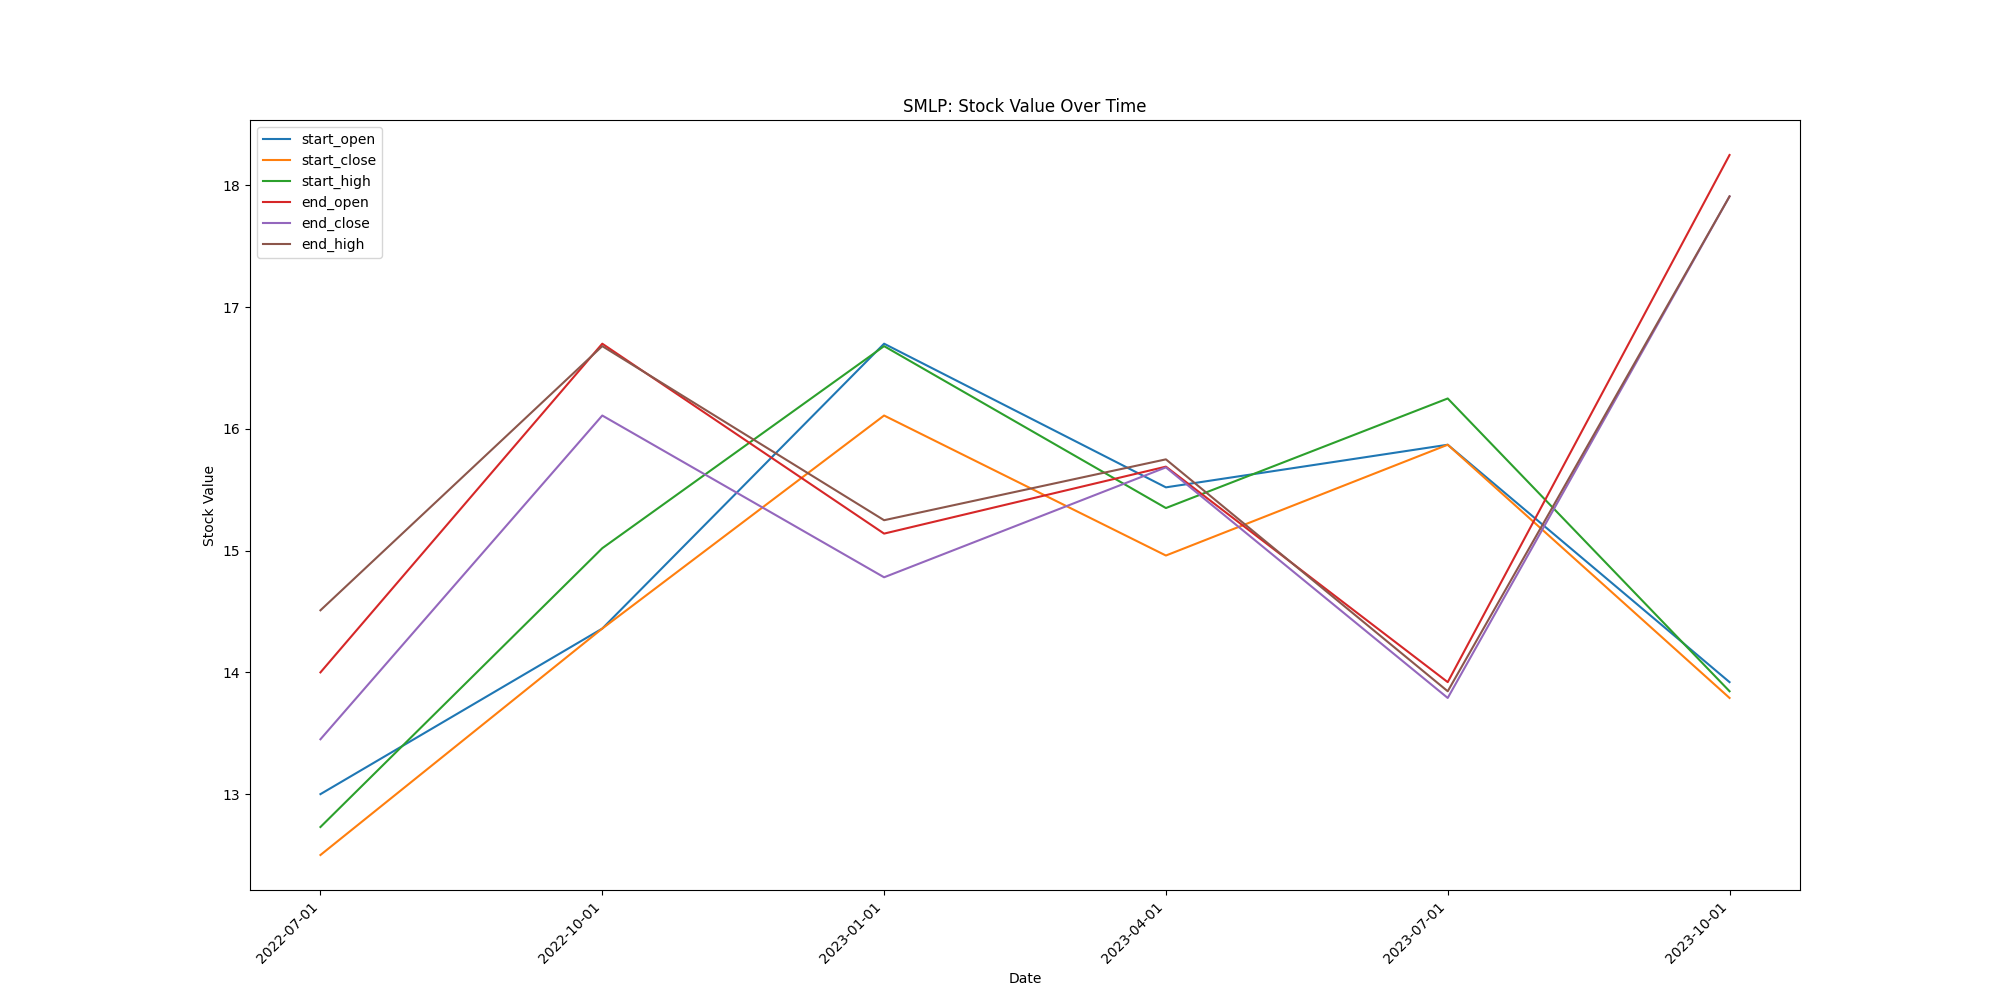 SMLP: Stock Value Over Time
start_open
start_close
start_high
end_open
end_close
end_high
Stock Value
18
17
16
15
14
13
2022-07-01
2022-10-01
2023-01-01
2023-04-01
2023-07-01
2023-10-01
Date